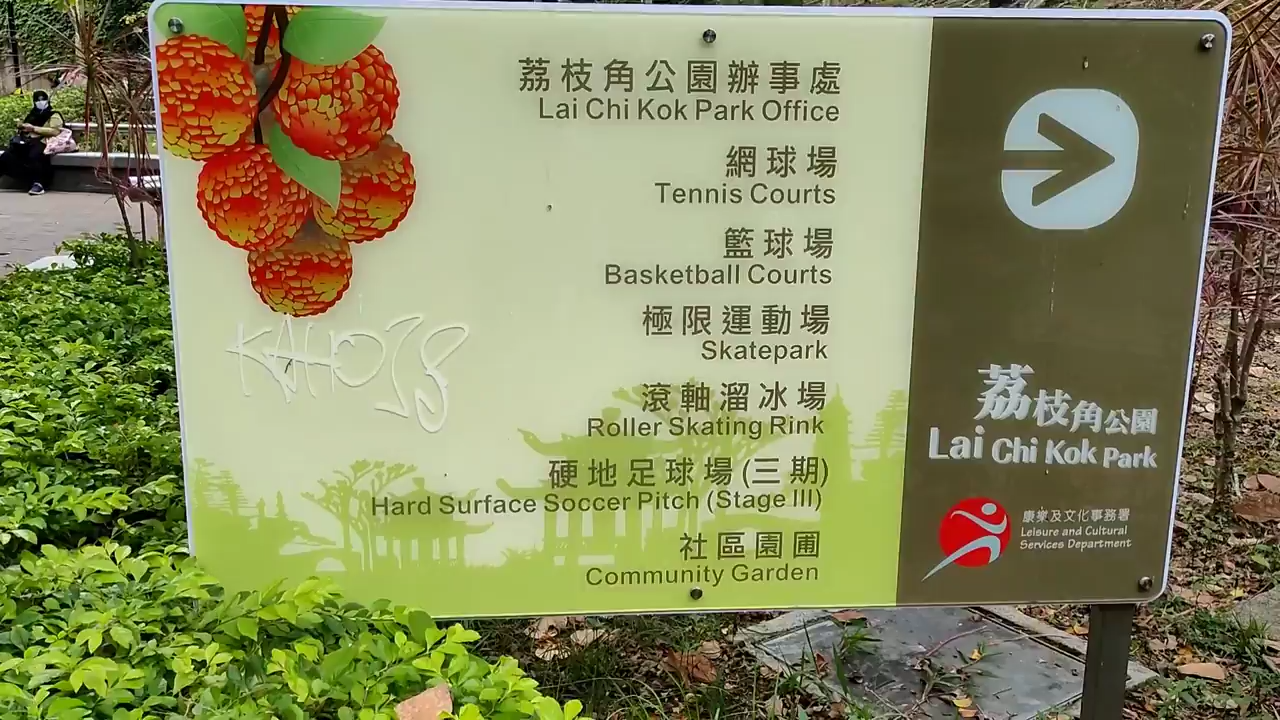 荔枝角公園辦事處
Lai Chi Kok Park Office
網球場
Tennis Courts
籃球場
Basketball Courts
極限運動場
Skatepark
滾軸溜冰場
Roller Skating Rink
硬地足球場(三期)
Hard Surface Soccer Pitch (Stage III)
社區園圃
Community Garden
荔枝角公園
Lai Chi Kok Park
康樂及文化事務署
Leisure and Cultural
Services Department